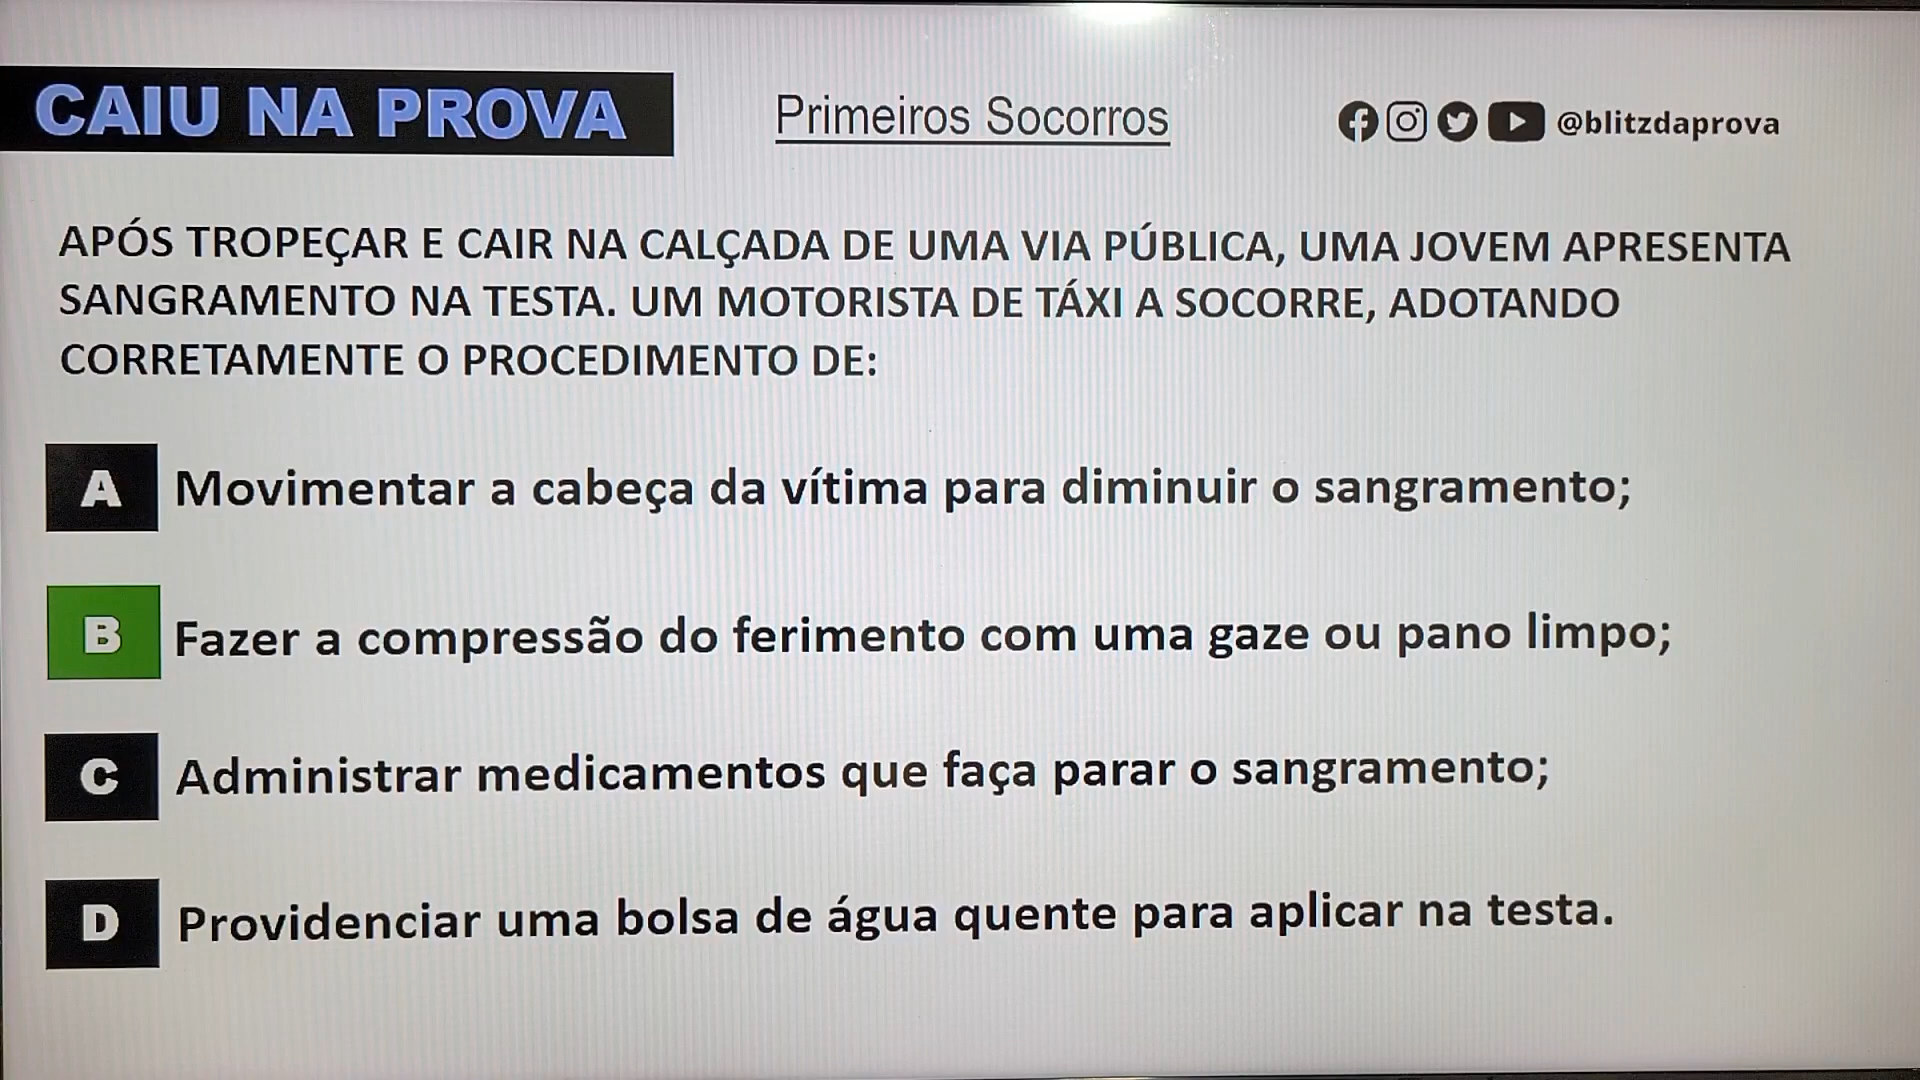 CAIU NA PROVA
Primeiros Socorros
@blitzdaprova
APÓS TROPEÇAR E CAIR NA CALÇADA DE UMA VIA PÚBLICA, UMA JOVEM APRESENTA
SANGRAMENTO NA TESTA. UM MOTORISTA DE TÁXI A SOCORRE, ADOTANDO
CORRETAMENTE O PROCEDIMENTO DE:
A Movimentar a cabeça da vítima para diminuir o sangramento;
B Fazer a compressão do ferimento com uma gaze ou pano limpo;
C Administrar medicamentos que faça parar o sangramento;
D Providenciar uma bolsa de água quente para aplicar na testa.